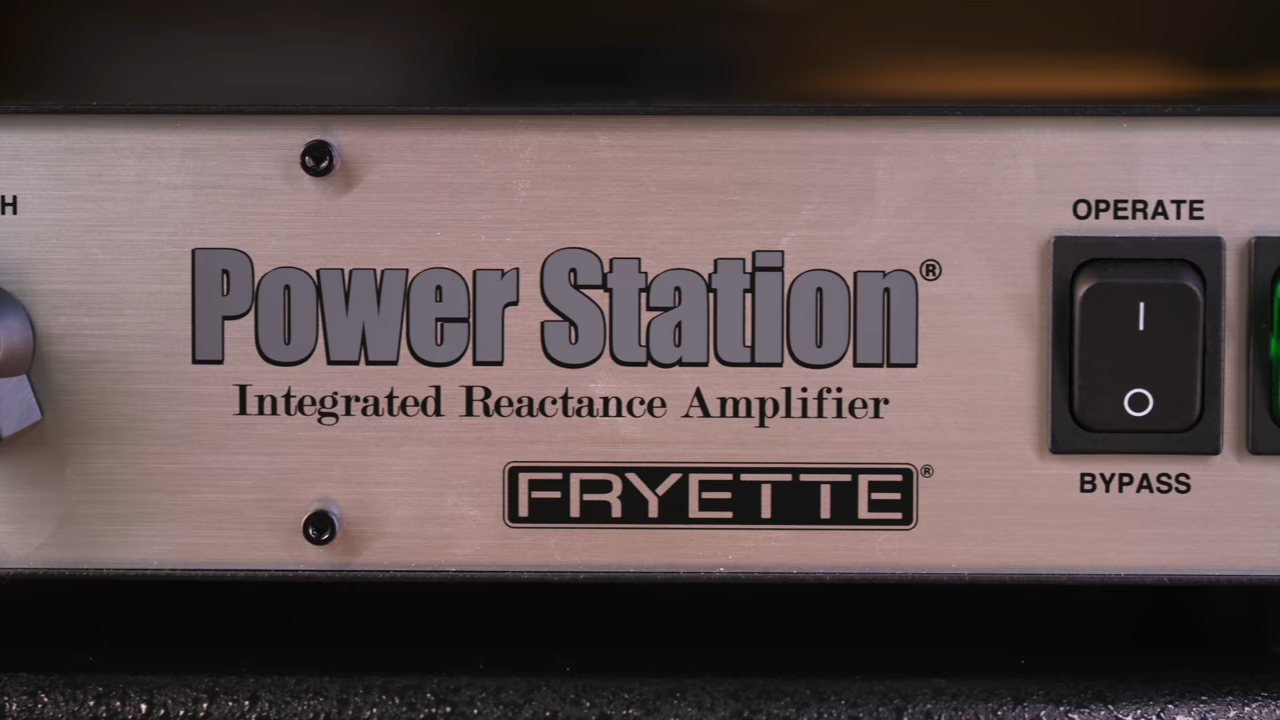 H
OPERATE
Power Station®
Integrated Reactance Amplifier
FRYETTE®
BYPASS